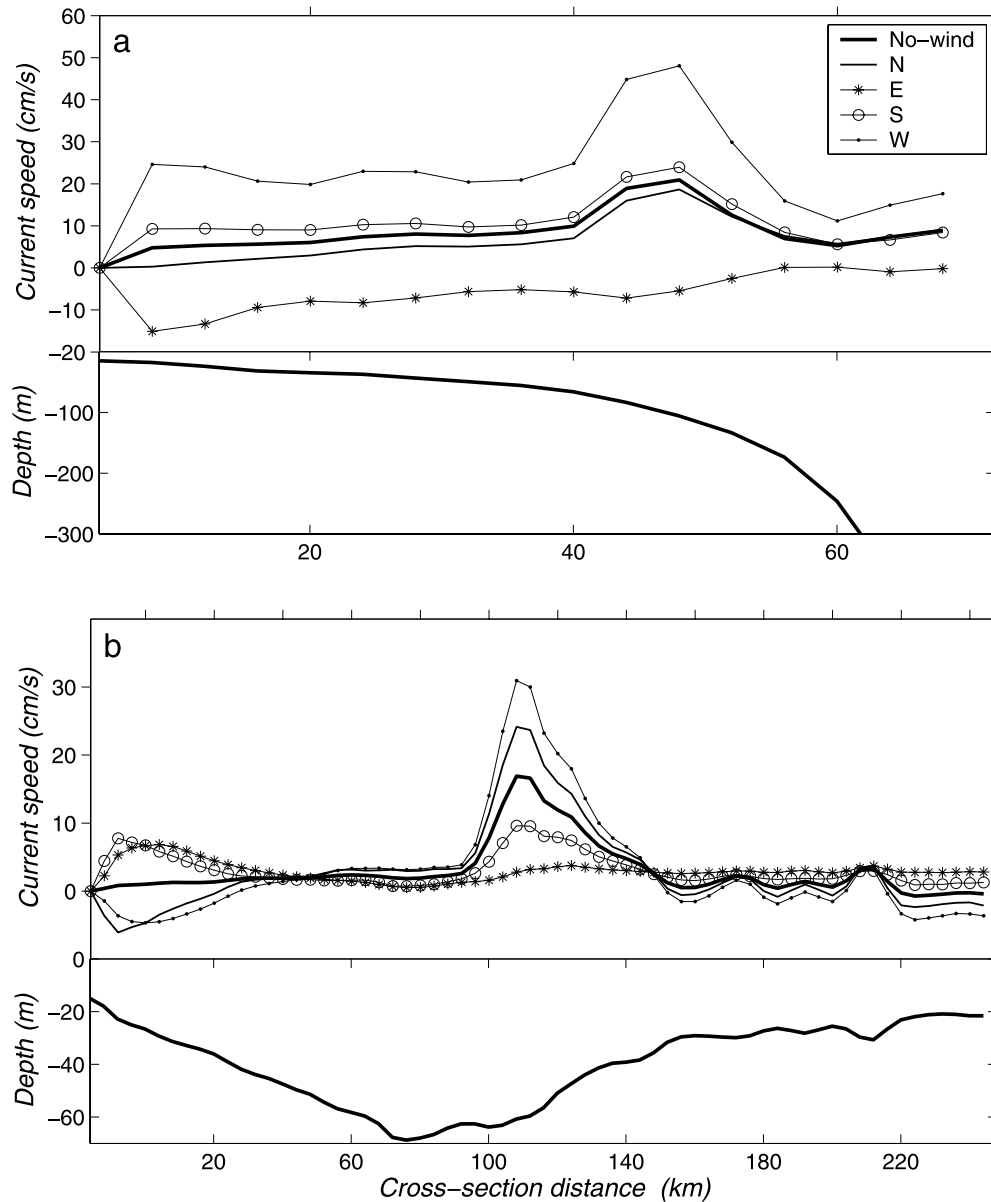 a
Current speed (cm/s)
60
50
40
30
20
10
0
−10
−20
No−wind
N
E
S
W
Depth (m)
−100
−200
−300
20
40
60
b
Current speed (cm/s)
30
20
10
0
0
Depth (m)
−20
−40
−60
20
60
100
140
180
220
Cross−section distance (km)